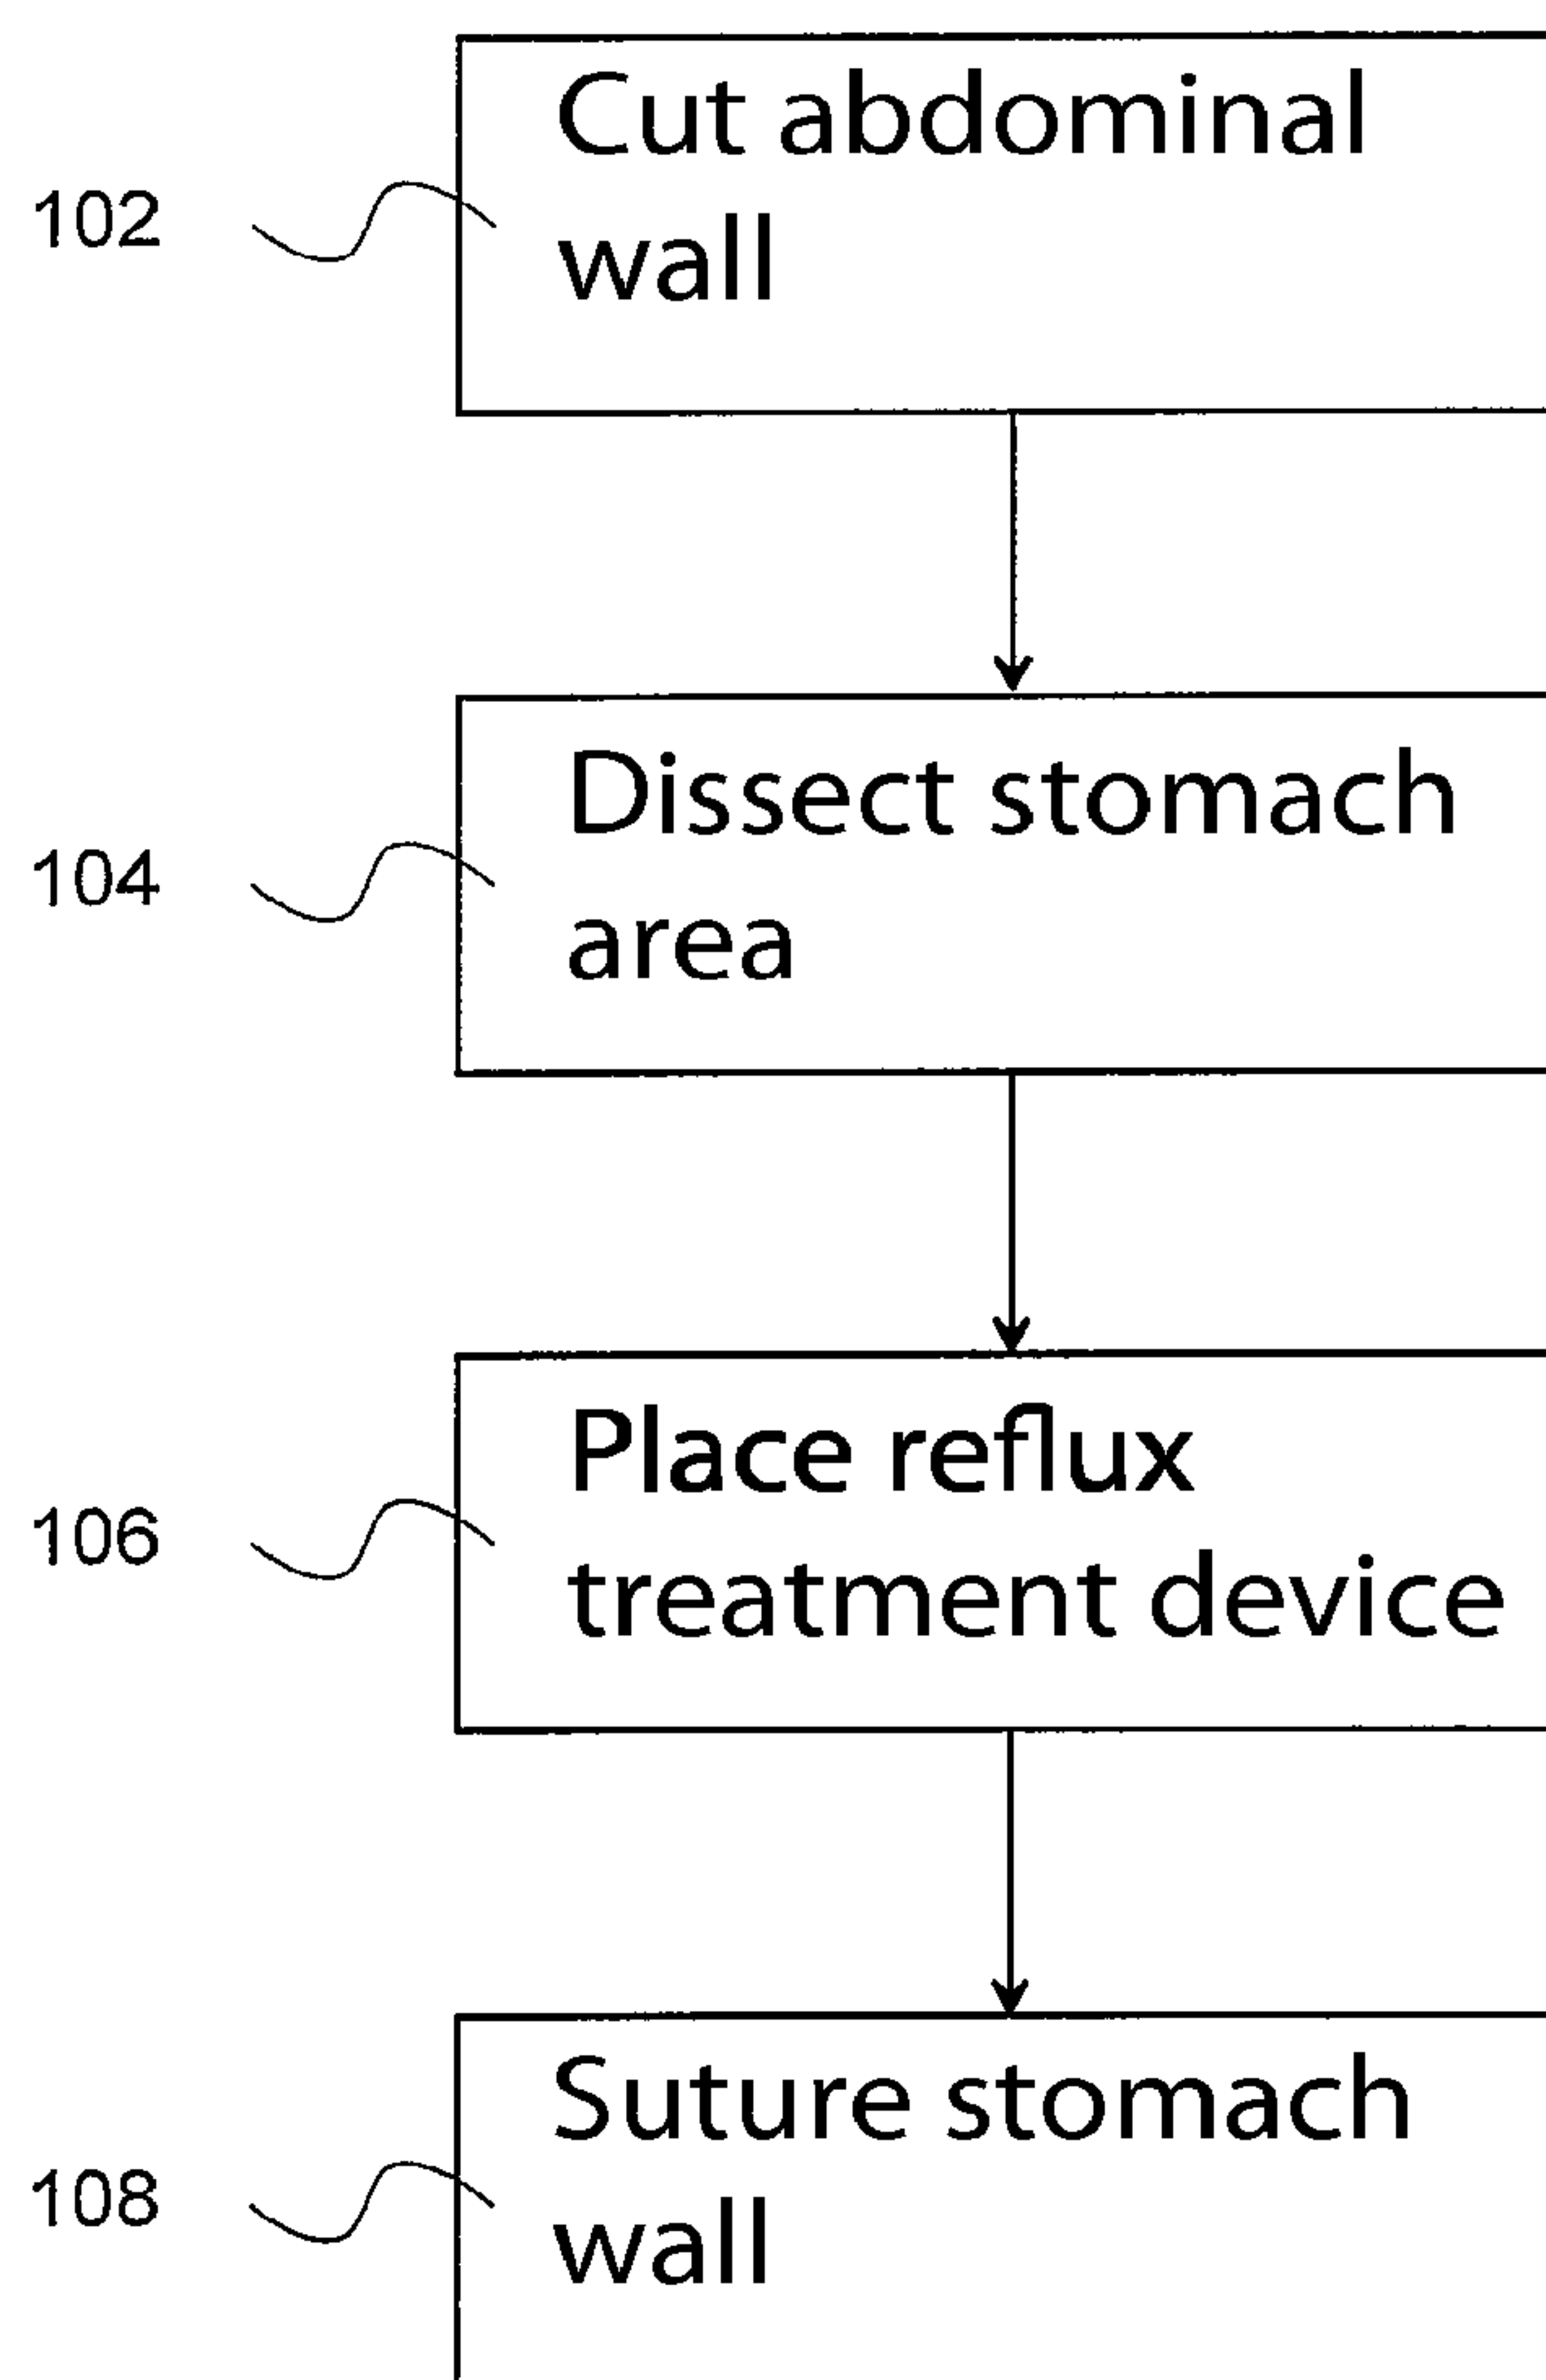 Cut abdominal
wall
102
Dissect stomach
area
104
Place reflux
treatment device
106
Suture stomach
wall
108